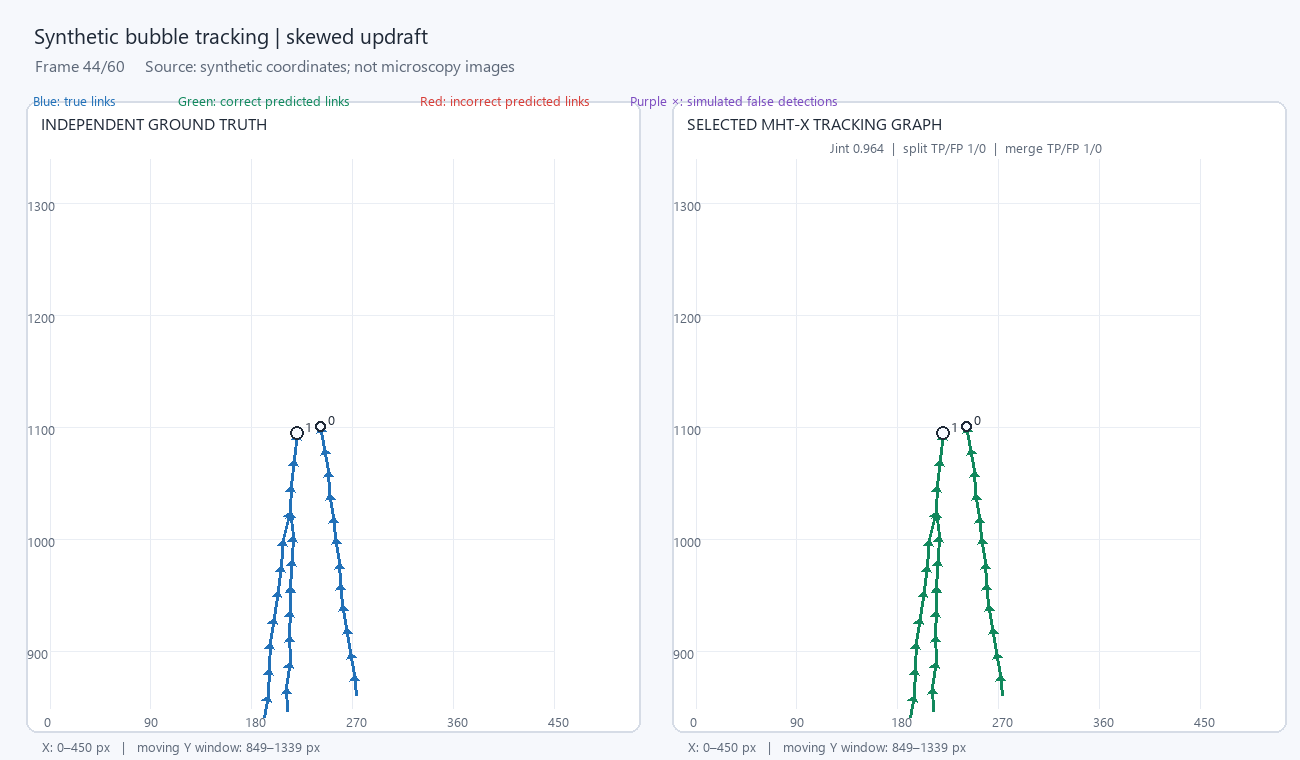 Synthetic bubble tracking | skewed updraft
Frame 44/60 Source: synthetic coordinates; not microscopy images
Blue: true links Green: correct predicted links Red: incorrect predicted links Purple ×: simulated false detections
INDEPENDENT GROUND TRUTH
1300
1200
1100
1000
900
1 0
0 90 180 270 360 450
X: 0–450 px | moving Y window: 849–1339 px
SELECTED MHT-X TRACKING GRAPH
Jint 0.964 | split TP/FP 1/0 | merge TP/FP 1/0
1300
1200
1100
1000
900
1 0
0 90 180 270 360 450
X: 0–450 px | moving Y window: 849–1339 px